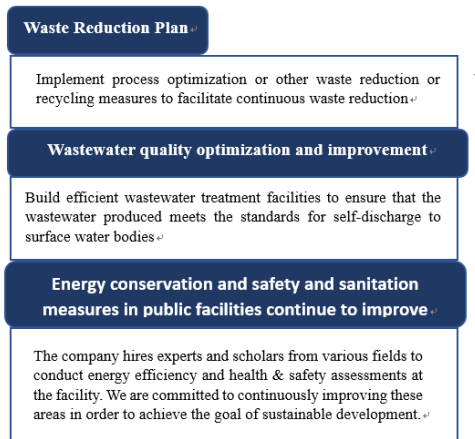 Waste Reduction Plan
Implement process optimization or other waste reduction or
recycling measures to facilitate continuous waste reduction
Wastewater quality optimization and improvement
Build efficient wastewater treatment facilities to ensure that the
wastewater produced meets the standards for self-discharge to
surface water bodies
Energy conservation and safety and sanitation
measures in public facilities continue to improve
The company hires experts and scholars from various fields to
conduct energy efficiency and health & safety assessments at
the facility. We are committed to continuously improving these
areas in order to achieve the goal of sustainable development.